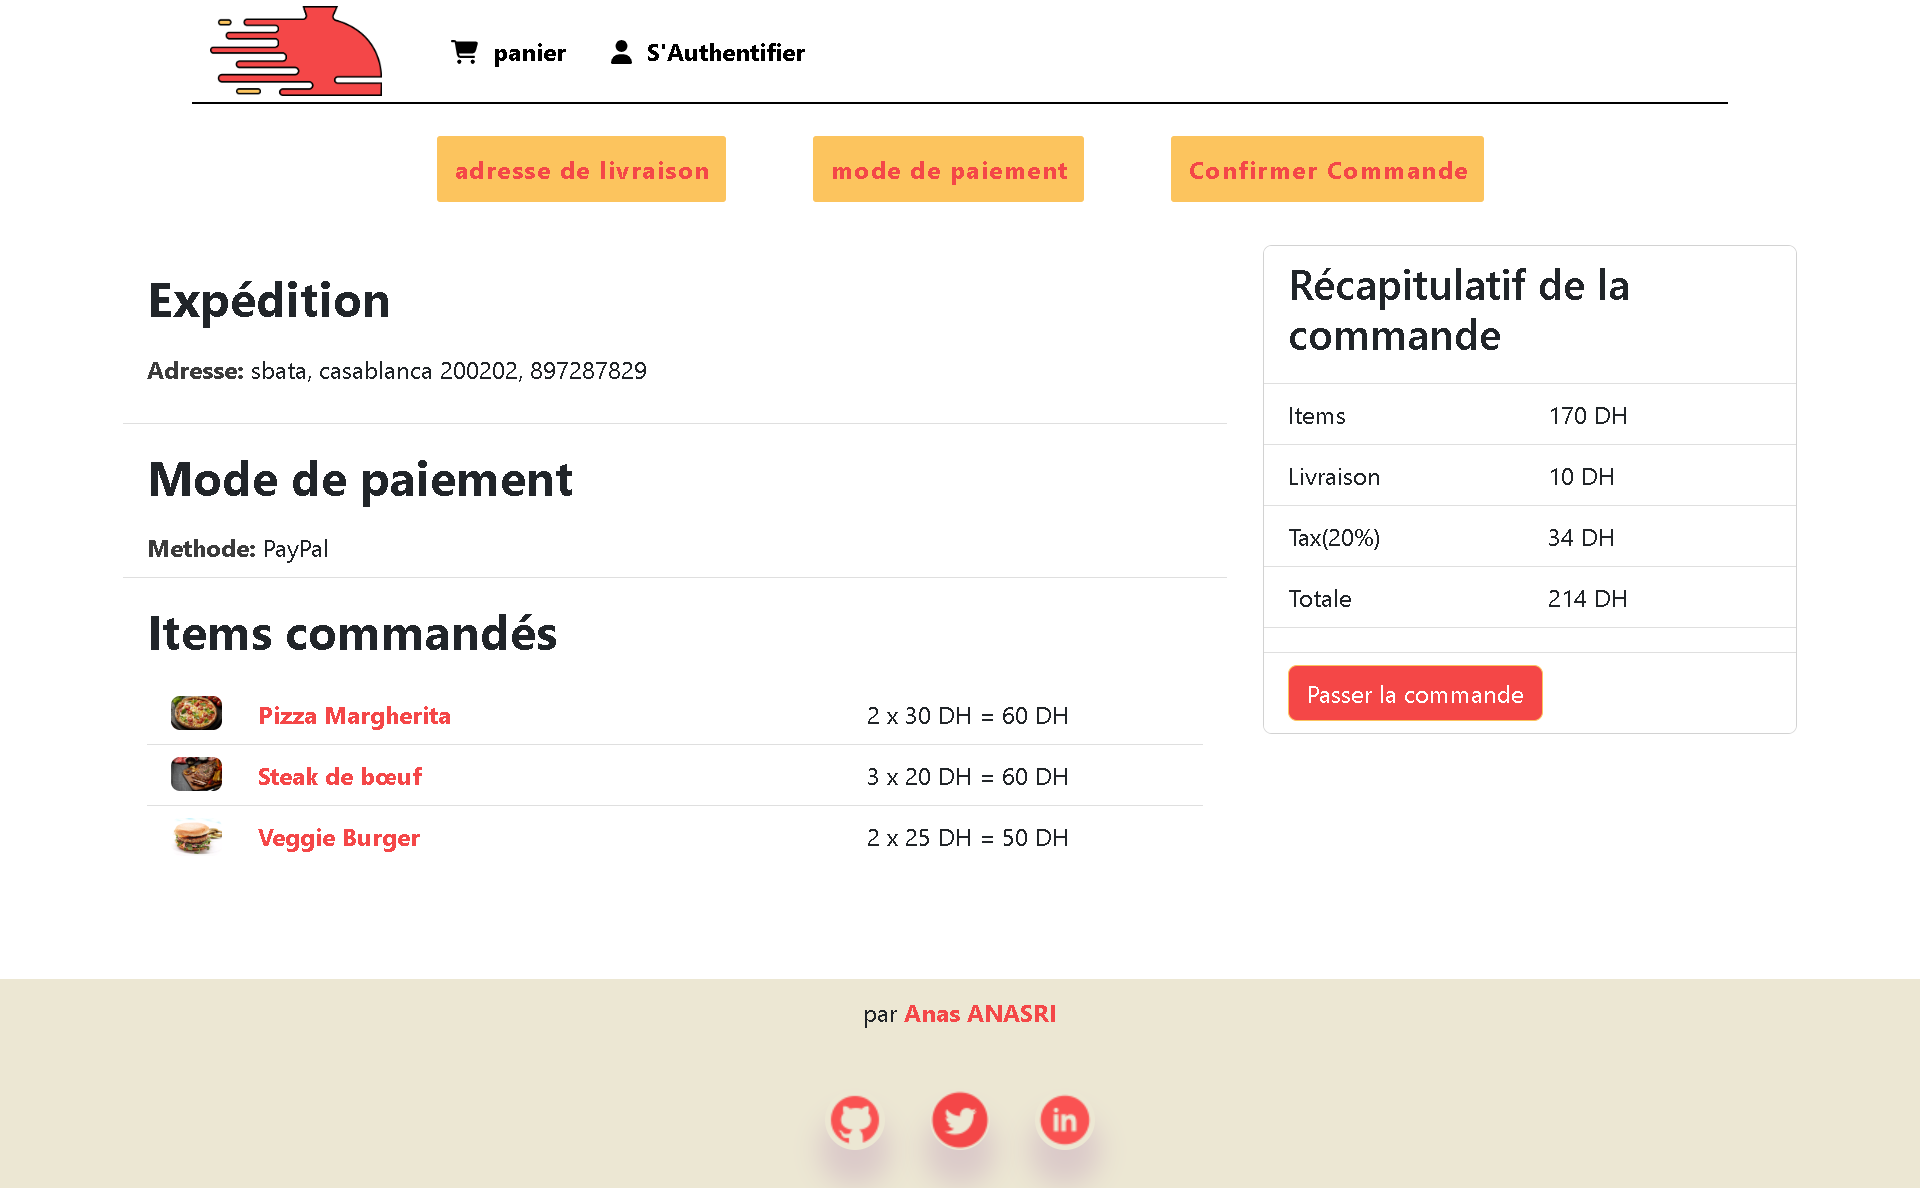 panier
S'Authentifier
adresse de livraison
mode de paiement
Confirmer Commande
Expédition
Adresse: sbata, casablanca 200202, 897287829
Mode de paiement
Methode: PayPal
Items commandés
Pizza Margherita 2 x 30 DH = 60 DH
Steak de bœuf 3 x 20 DH = 60 DH
Veggie Burger 2 x 25 DH = 50 DH
Récapitulatif de la
commande
Items 170 DH
Livraison 10 DH
Tax(20%) 34 DH
Totale 214 DH
Passer la commande
par Anas ANASRI
in